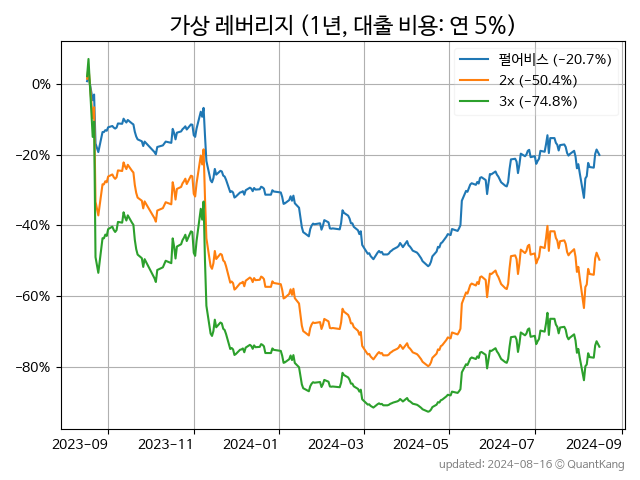 가상 레버리지 (1년, 대출 비용: 연 5%)
펄어비스 (−20.7%)
2x (−50.4%)
3x (−74.8%)
0%
−20%
−40%
−60%
−80%
2023-09 2023-11 2024-01 2024-03 2024-05 2024-07 2024-09
updated: 2024-08-16 © QuantKang